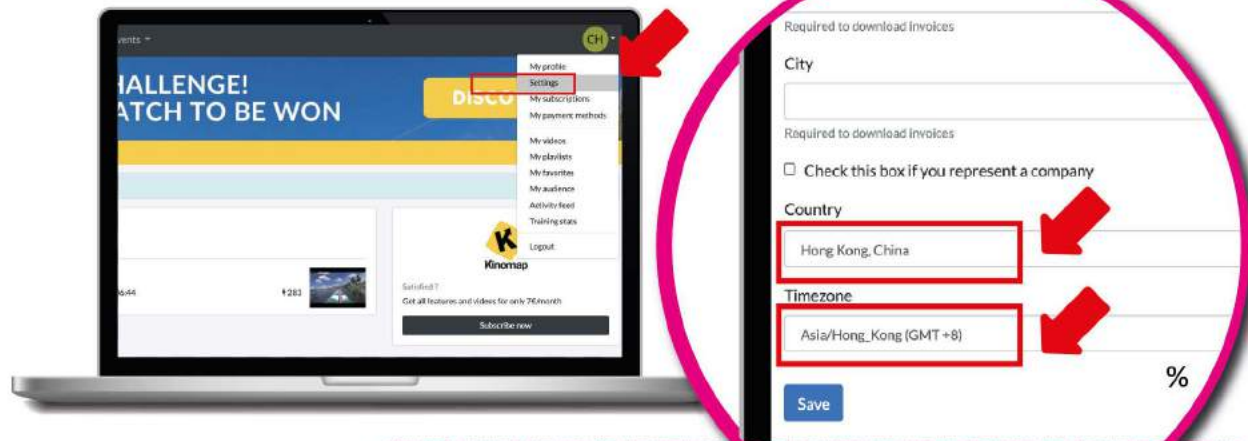 vents
CH
HALLENGE!
ATCH TO BE WON
DISCO
My profile
Settings
My subscriptions
My payment methods
My videos
My playlists
My favorites
My audience
Activity feed
Training stats
Logout
K
Kinomap
Satisfied?
Get all features and videos for only 7€/month
Subscribe now
06:44
283
Required to download invoices
City
Required to download invoices
Check this box if you represent a company
Country
Hong Kong, China
Timezone
Asia/Hong_Kong (GMT +8)
%
Save